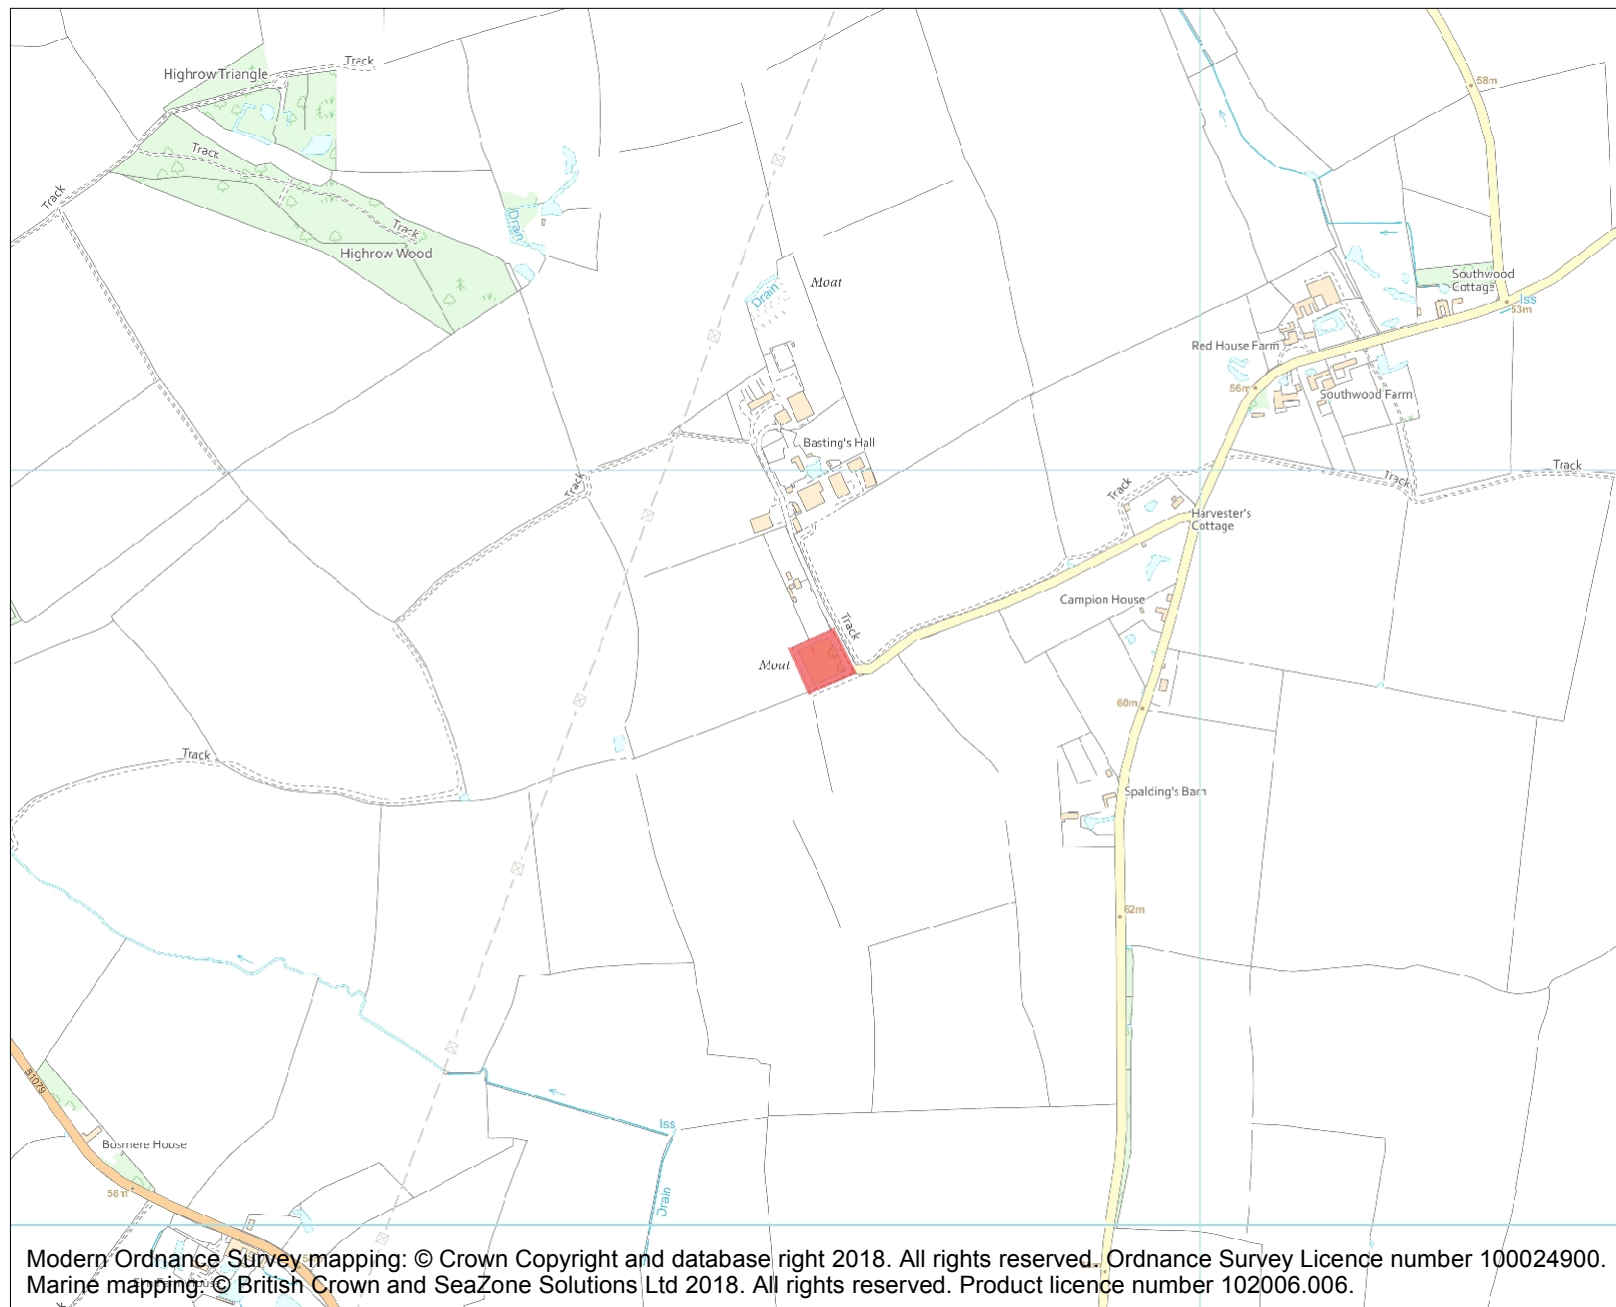 58m
Track
Highrow Triangle
Track
Track
Track
Highrow Wood
Drain
Moat
Drain
Southwood
Cottage
Iss
53m
Red House Farm
56m
Southwood Farm
Basting's Hall
Track
Track
Track
Track
Harvester's
Cottage
Campion House
Track
Moat
60m
Track
Spalding's Barn
62m
B1079
Iss
Bosmere House
Drain
58m
Modern Ordnance Survey mapping: © Crown Copyright and database right 2018. All rights reserved. Ordnance Survey Licence number 100024900.
Marine mapping: © British Crown and SeaZone Solutions Ltd 2018. All rights reserved. Product licence number 102006.006.